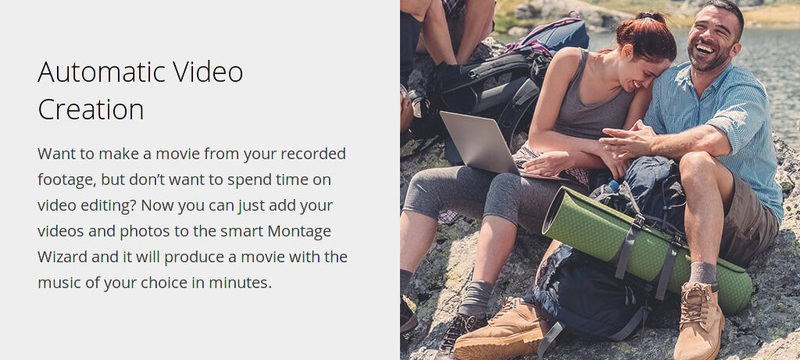 Automatic Video
Creation
Want to make a movie from your recorded
footage, but don’t want to spend time on
video editing? Now you can just add your
videos and photos to the smart Montage
Wizard and it will produce a movie with the
music of your choice in minutes.